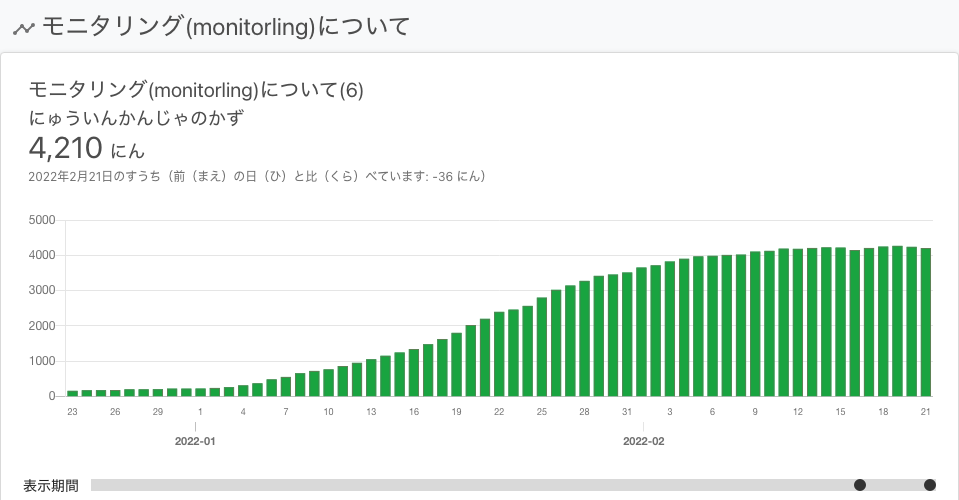 モニタリング(monitorling)について
モニタリング(monitorling)について(6)
にゅういんかんじゃのかず
4,210 にん
2022年2月21日のすうち（前（まえ）の日（ひ）と比（くら）べています: -36 にん）
5000
4000
3000
2000
1000
0
23 26 29 1 4 7 10 13 16 19 22 25 28 31 3 6 9 12 15 18 21
2022-01 2022-02
表示期間